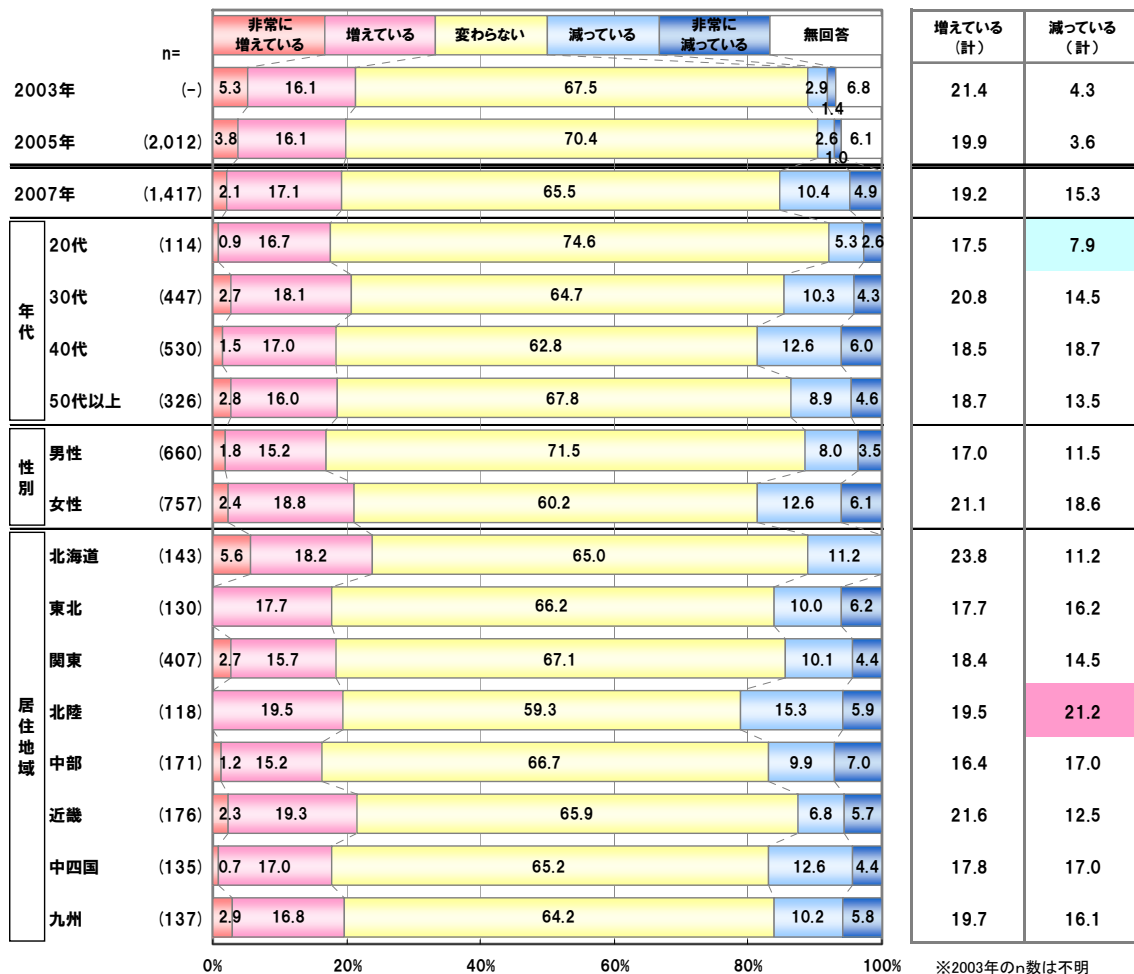 非常に増えている 増えている 変わらない 減っている 非常に減っている 無回答 増えている(計) 減っている(計)
n=
2003年 (-) 5.3 16.1 67.5 2.9 1.4 6.8 21.4 4.3
2005年 (2,012) 3.8 16.1 70.4 2.6 1.0 6.1 19.9 3.6
2007年 (1,417) 2.1 17.1 65.5 10.4 4.9 19.2 15.3
年代
20代 (114) 0.9 16.7 74.6 5.3 2.6 17.5 7.9
30代 (447) 2.7 18.1 64.7 10.3 4.3 20.8 14.5
40代 (530) 1.5 17.0 62.8 12.6 6.0 18.5 18.7
50代以上 (326) 2.8 16.0 67.8 8.9 4.6 18.7 13.5
性別
男性 (660) 1.8 15.2 71.5 8.0 3.5 17.0 11.5
女性 (757) 2.4 18.8 60.2 12.6 6.1 21.1 18.6
居住地域
北海道 (143) 5.6 18.2 65.0 11.2 23.8 11.2
東北 (130) 17.7 66.2 10.0 6.2 17.7 16.2
関東 (407) 2.7 15.7 67.1 10.1 4.4 18.4 14.5
北陸 (118) 19.5 59.3 15.3 5.9 19.5 21.2
中部 (171) 1.2 15.2 66.7 9.9 7.0 16.4 17.0
近畿 (176) 2.3 19.3 65.9 6.8 5.7 21.6 12.5
中四国 (135) 0.7 17.0 65.2 12.6 4.4 17.8 17.0
九州 (137) 2.9 16.8 64.2 10.2 5.8 19.7 16.1
0% 20% 40% 60% 80% 100%
※2003年のn数は不明